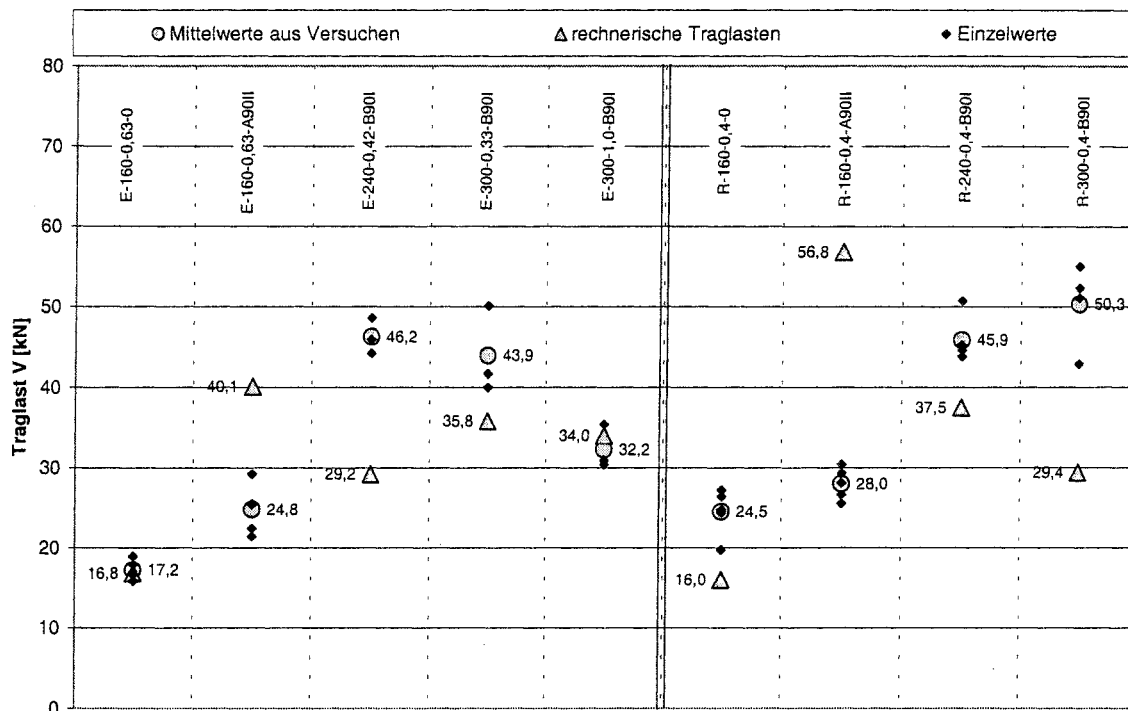 Mittelwerte aus Versuchen
rechnerische Traglasten
Einzelwerte
Traglast V [kN]
80
70
60
50
40
30
20
10
0
E-160-0,63-0
E-160-0,63-A90II
E-240-0,42-B90I
E-300-0,33-B90I
E-300-1,0-B90I
R-160-0,4-0
R-160-0,4-A90II
R-240-0,4-B90I
R-300-0,4-B90I
16,8
17,2
40,1
24,8
46,2
29,2
43,9
35,8
34,0
32,2
24,5
16,0
56,8
28,0
45,9
37,5
50,3
29,4